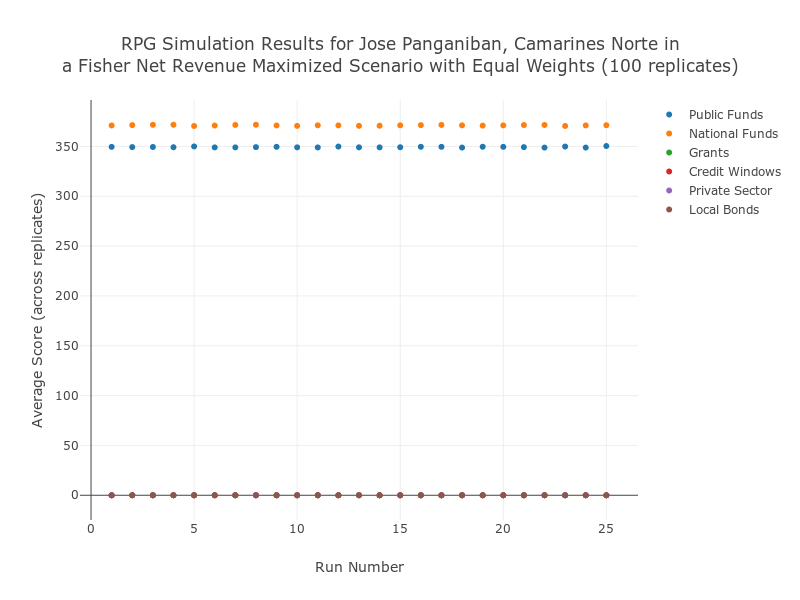 RPG Simulation Results for Jose Panganiban, Camarines Norte in
a Fisher Net Revenue Maximized Scenario with Equal Weights (100 replicates)
Public Funds
National Funds
Grants
Credit Windows
Private Sector
Local Bonds
Average Score (across replicates)
350
300
250
200
150
100
50
0
0
5
10
15
20
25
Run Number